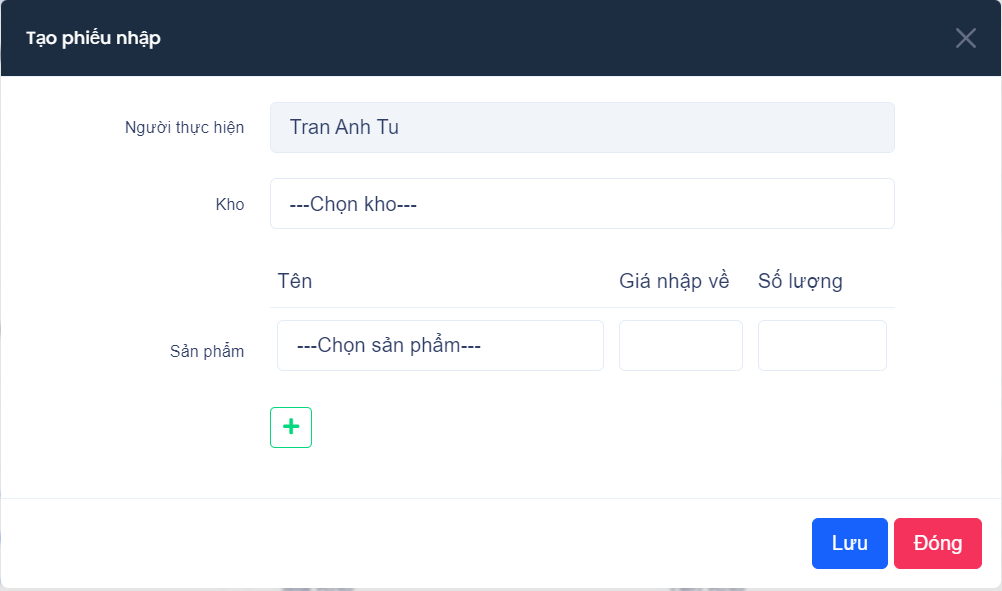 Tạo phiếu nhập
Người thực hiện
Tran Anh Tu
Kho
---Chọn kho---
Tên Giá nhập về Số lượng
Sản phẩm
---Chọn sản phẩm---
+
Lưu Đóng